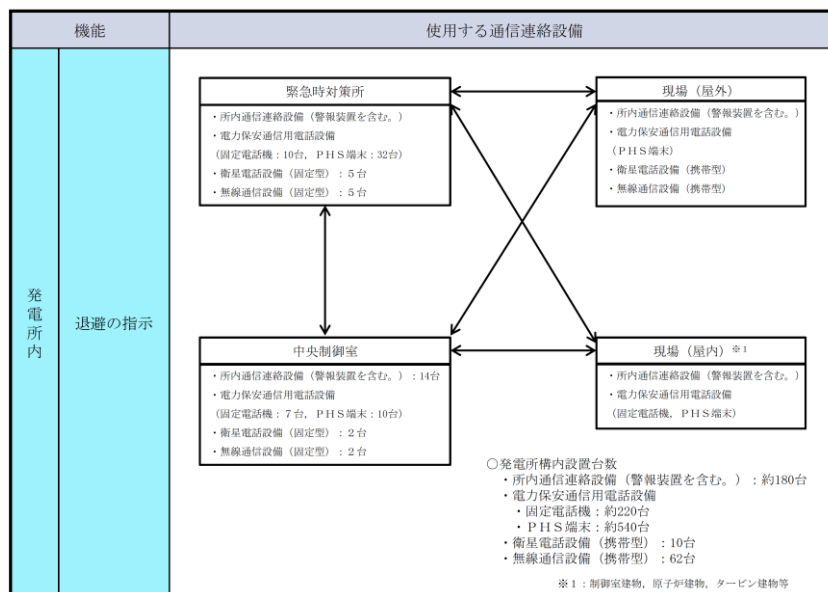 機能
使用する通信連絡設備
発電所内
退避の指示
緊急時対策所
・所内通信連絡設備（警報装置を含む。）
・電力保安通信用電話設備
（固定電話機：10台，ＰＨＳ端末：32台）
・衛星電話設備（固定型）：５台
・無線通信設備（固定型）：５台
現場（屋外）
・所内通信連絡設備（警報装置を含む。）
・電力保安通信用電話設備
（ＰＨＳ端末）
・衛星電話設備（携帯型）
・無線通信設備（携帯型）
中央制御室
・所内通信連絡設備（警報装置を含む。）：14台
・電力保安通信用電話設備
（固定電話機：７台，ＰＨＳ端末：10台）
・衛星電話設備（固定型）：２台
・無線通信設備（固定型）：２台
現場（屋内）※１
・所内通信連絡設備（警報装置を含む。）
・電力保安通信用電話設備
（固定電話機，ＰＨＳ端末）
○発電所構内設置台数
・所内通信連絡設備（警報装置を含む。）：約180台
・電力保安通信用電話設備
・固定電話機：約220台
・ＰＨＳ端末：約540台
・衛星電話設備（携帯型）：10台
・無線通信設備（携帯型）：62台
※１：制御室建物，原子炉建物，タービン建物等